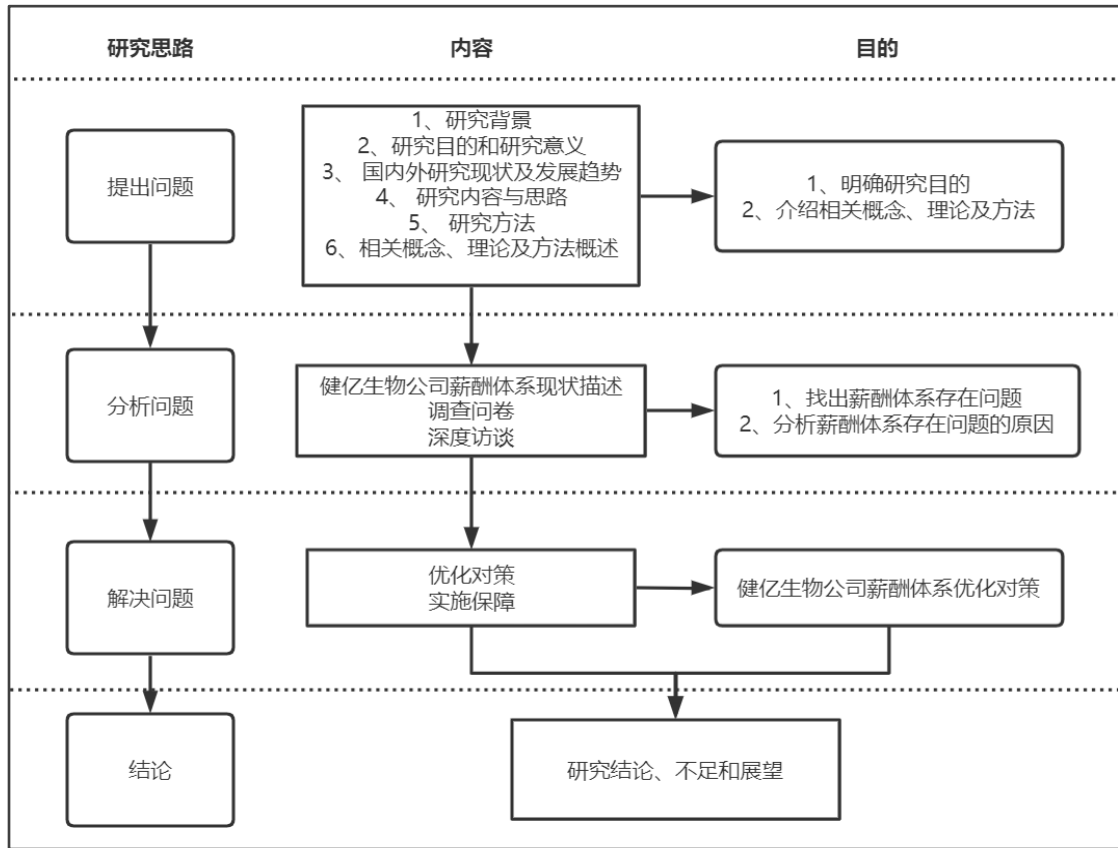 研究思路
内容
目的
提出问题
1、研究背景
2、研究目的和研究意义
3、 国内外研究现状及发展趋势
4、 研究内容与思路
5、 研究方法
6、相关概念、理论及方法概述
1、明确研究目的
2、介绍相关概念、理论及方法
分析问题
健亿生物公司薪酬体系现状描述
调查问卷
深度访谈
1、找出薪酬体系存在问题
2、分析薪酬体系存在问题的原因
解决问题
优化对策
实施保障
健亿生物公司薪酬体系优化对策
结论
研究结论、不足和展望